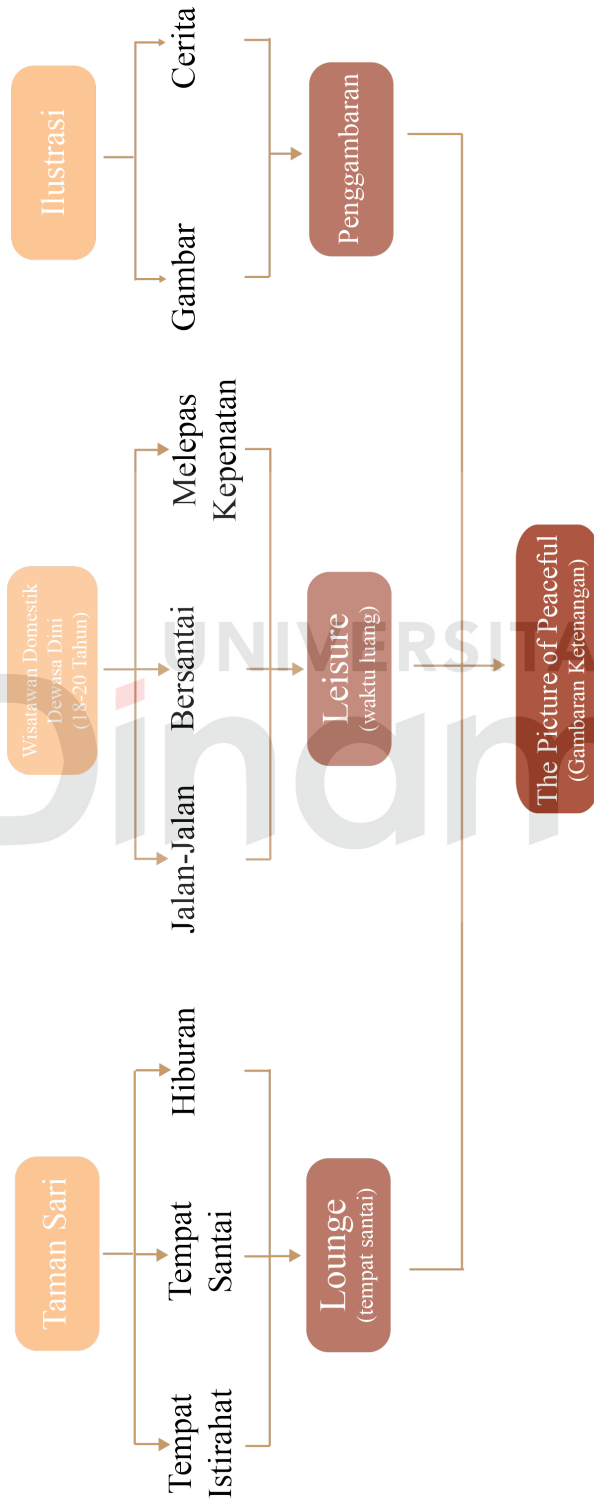 Taman Sari
Wisatawan Domestik
Dewasa Dini
(18-20 Tahun)
Ilustrasi
Tempat
Istirahat
Tempat
Santai
Hiburan
Jalan-Jalan
Bersantai
Melepas
Kepenatan
Gambar
Cerita
Lounge
(tempat santai)
Leisure
(waktu luang)
Penggambaran
The Picture of Peaceful
(Gambaran Ketenangan)
UNIVERSITA
Dinam